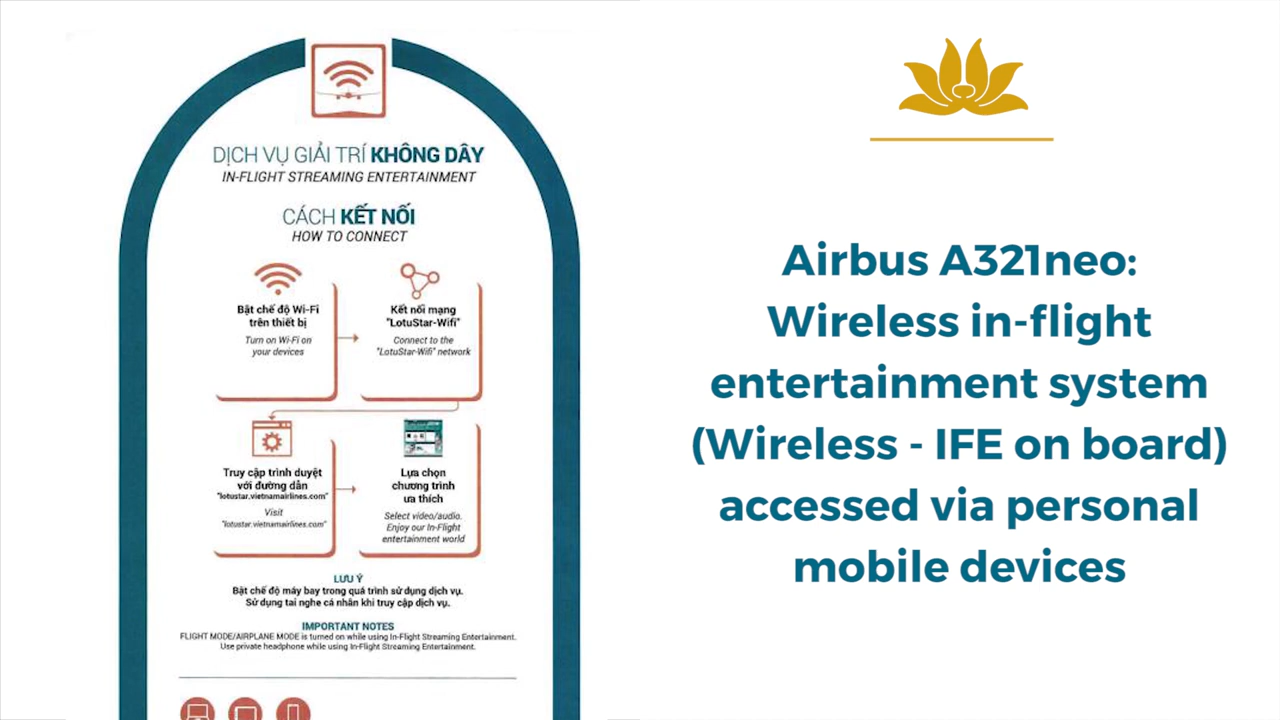 DỊCH VỤ GIẢI TRÍ KHÔNG DÂY
IN-FLIGHT STREAMING ENTERTAINMENT
CÁCH KẾT NỐI
HOW TO CONNECT
Bật chế độ Wi-Fi
trên thiết bị
Turn on Wi-Fi on
your devices
Kết nối mạng
"LotuStar-Wifi"
Connect to the
"LotuStar-Wifi" network
Truy cập trình duyệt
với đường dẫn
"lotustar.vietnamairlines.com"
Visit
"lotustar.vietnamairlines.com"
Lựa chọn
chương trình
ưa thích
Select video/audio.
Enjoy our In-Flight
entertainment world
LƯU Ý
Bật chế độ máy bay trong quá trình sử dụng dịch vụ.
Sử dụng tai nghe cá nhân khi truy cập dịch vụ.
IMPORTANT NOTES
FLIGHT MODE/AIRPLANE MODE is turned on while using In-Flight Streaming Entertainment.
Use private headphone while using In-Flight Streaming Entertainment.
Airbus A321neo:
Wireless in-flight
entertainment system
(Wireless - IFE on board)
accessed via personal
mobile devices